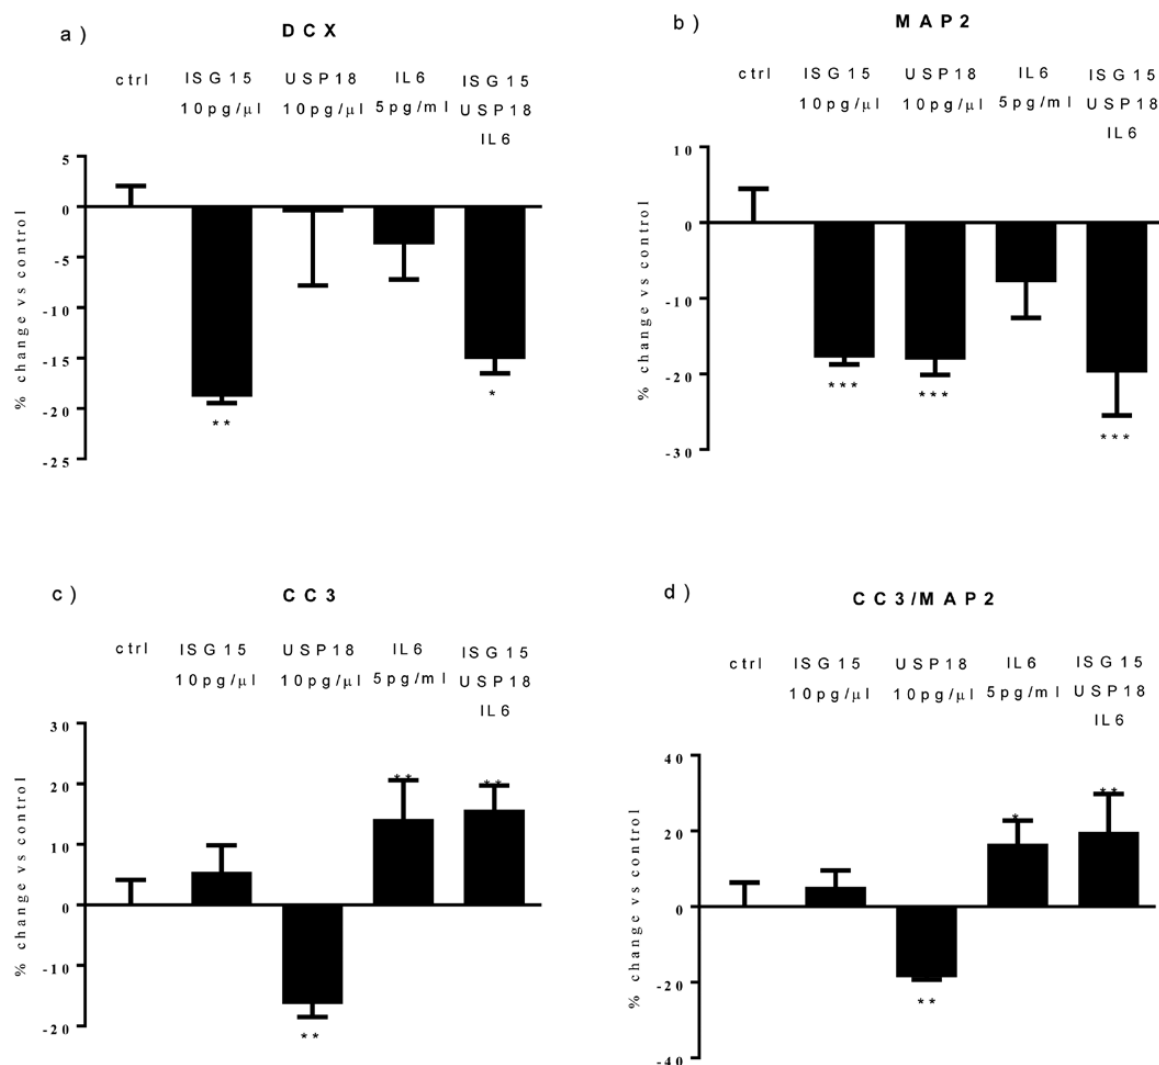 a)
DCX
ctrl ISG15 USP18 IL6 ISG15
10pg/µl 10pg/µl 5pg/ml USP18
IL6
% change vs control
5
0
-5
-10
-15
-20
-25
**
*
b)
MAP2
ctrl ISG15 USP18 IL6 ISG15
10pg/µl 10pg/µl 5pg/ml USP18
IL6
% change vs control
10
0
-10
-20
-30
***
***
***
c)
CC3
ctrl ISG15 USP18 IL6 ISG15
10pg/µl 10pg/µl 5pg/ml USP18
IL6
% change vs control
30
20
10
0
-10
-20
**
**
**
d)
CC3/MAP2
ctrl ISG15 USP18 IL6 ISG15
10pg/µl 10pg/µl 5pg/ml USP18
IL6
% change vs control
40
20
0
-20
-40
**
*
**